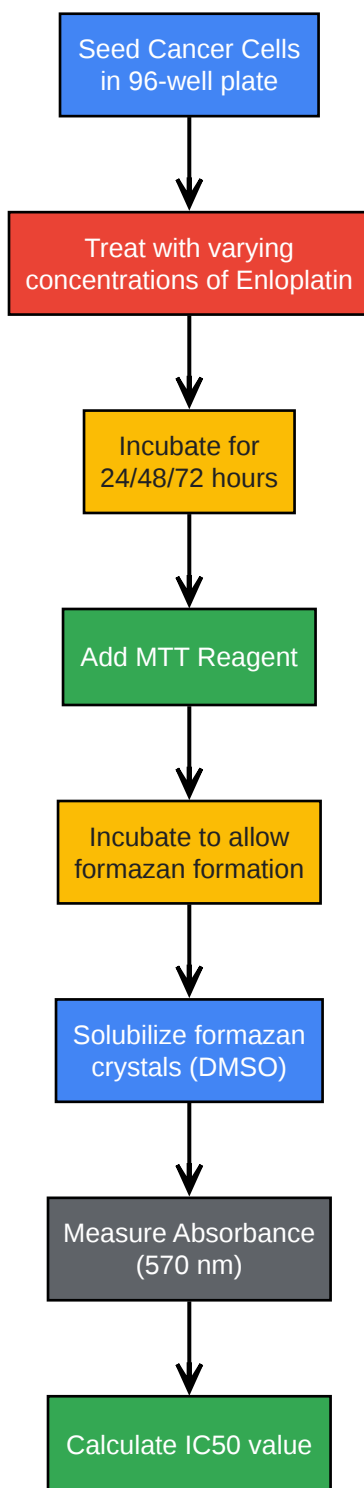 Seed Cancer Cells
in 96-well plate
Treat with varying
concentrations of Enloplatin
Incubate for
24/48/72 hours
Add MTT Reagent
Incubate to allow
formazan formation
Solubilize formazan
crystals (DMSO)
Measure Absorbance
(570 nm)
Calculate IC50 value